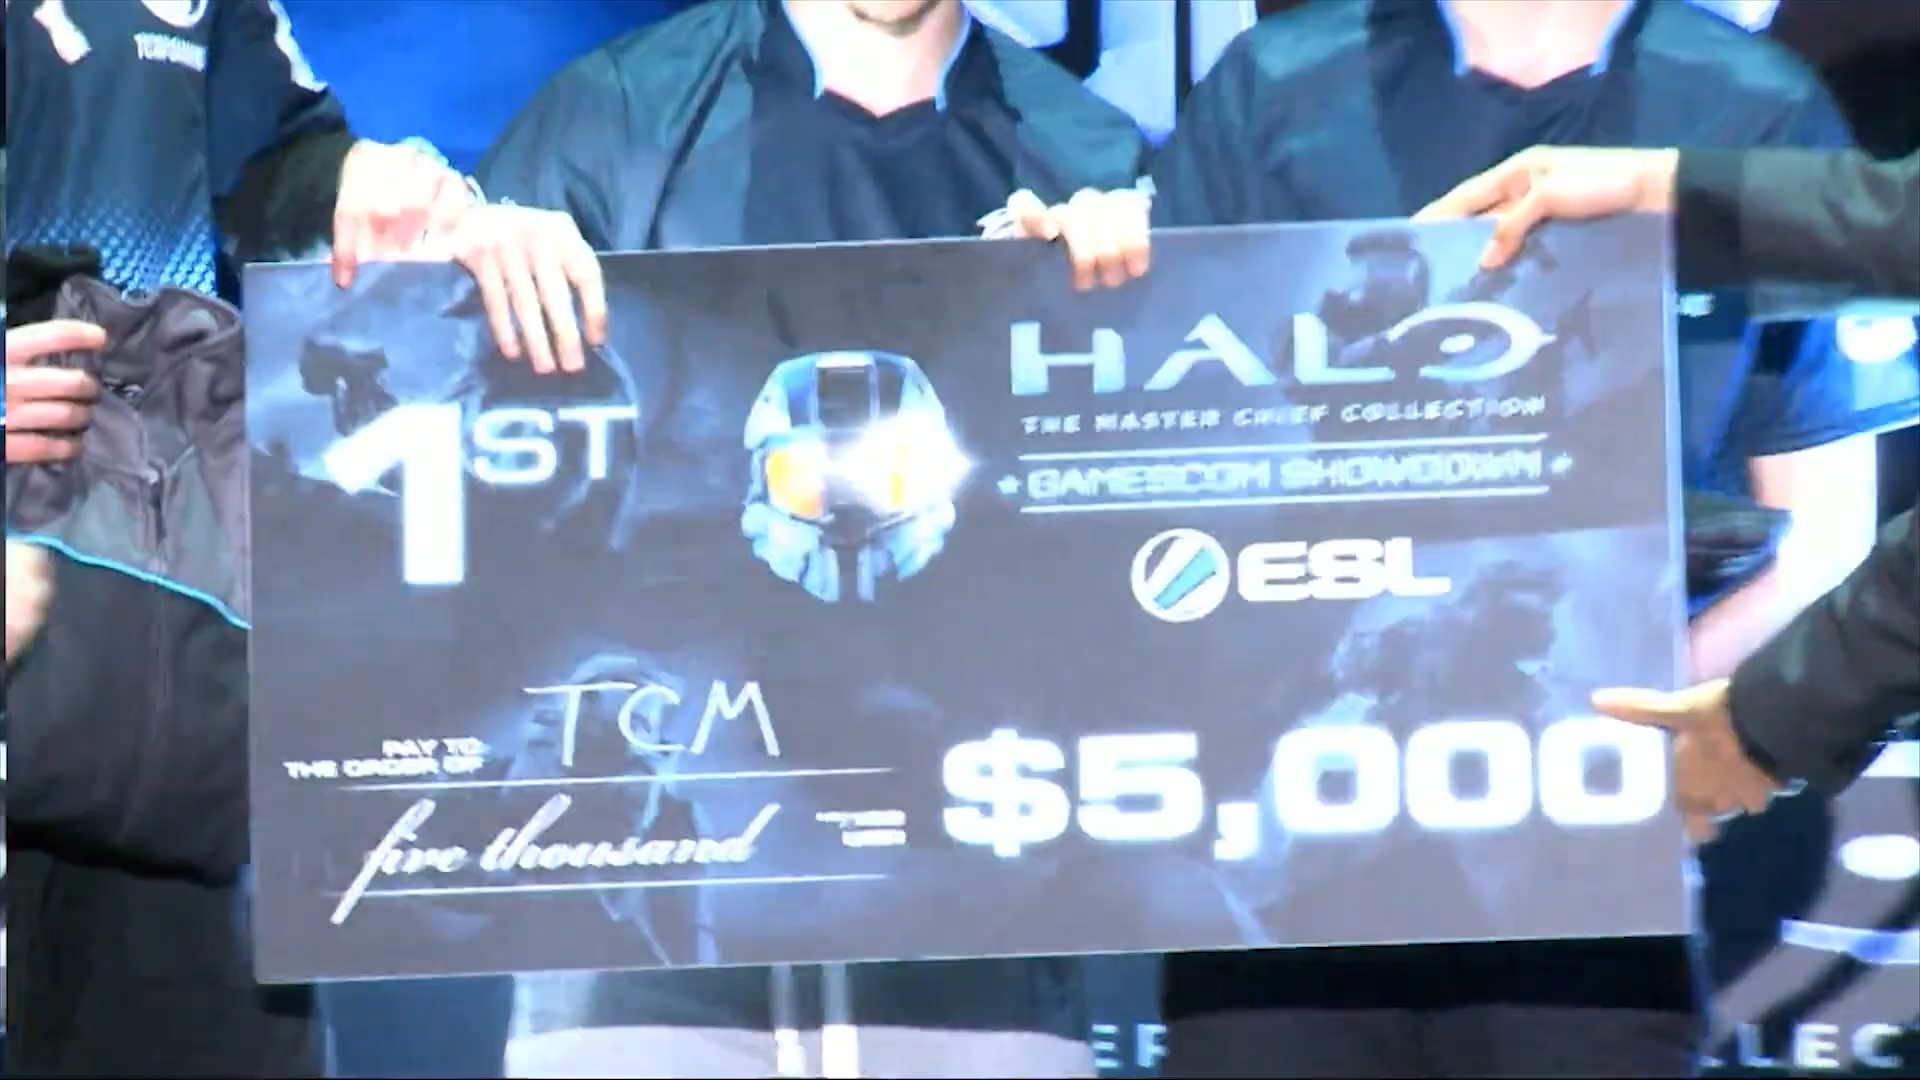 1ST
HALO
THE MASTER CHIEF COLLECTION
GAMESCOM SHOWDOWN
ESL
TCM
PAY TO
THE ORDER OF
five thousand
$5,000